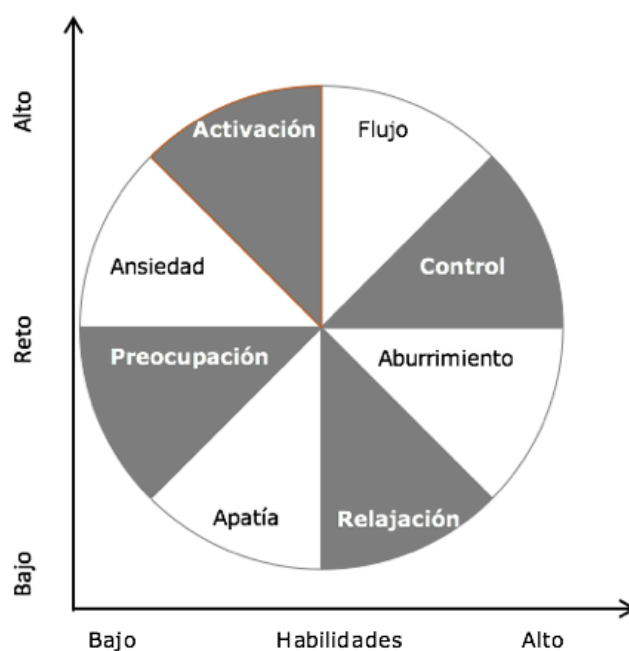 Alto
Activación
Flujo
Ansiedad
Control
Reto
Preocupación
Aburrimiento
Apatía
Relajación
Bajo
Bajo
Habilidades
Alto